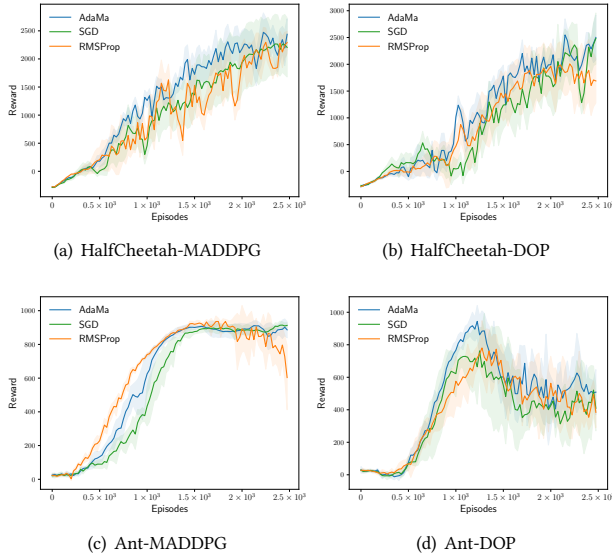 AdaMa
SGD
RMSProp
2500
2000
1500
1000
500
0
Reward
0
0.5 × 10³
1 × 10³
1.5 × 10³
2 × 10³
2.5 × 10³
Episodes
(a) HalfCheetah-MADDPG
AdaMa
SGD
RMSProp
3000
2500
2000
1500
1000
500
0
Reward
0
0.5 × 10³
1 × 10³
1.5 × 10³
2 × 10³
2.5 × 10
Episodes
(b) HalfCheetah-DOP
AdaMa
SGD
RMSProp
1000
800
600
400
200
0
Reward
0
0.5 × 10³
1 × 10³
1.5 × 10³
2 × 10³
2.5 × 10³
Episodes
(c) Ant-MADDPG
AdaMa
SGD
RMSProp
1000
800
600
400
200
0
Reward
0
0.5 × 10³
1 × 10³
1.5 × 10³
2 × 10³
2.5 × 10³
Episodes
(d) Ant-DOP